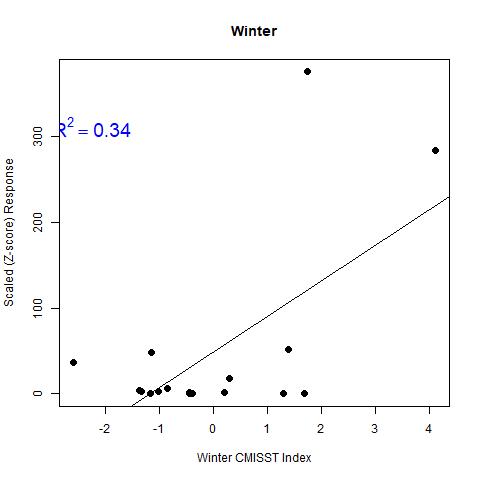 Winter
R² = 0.34
Scaled (Z-score) Response
300
200
100
0
-2 -1 0 1 2 3 4
Winter CMISST Index